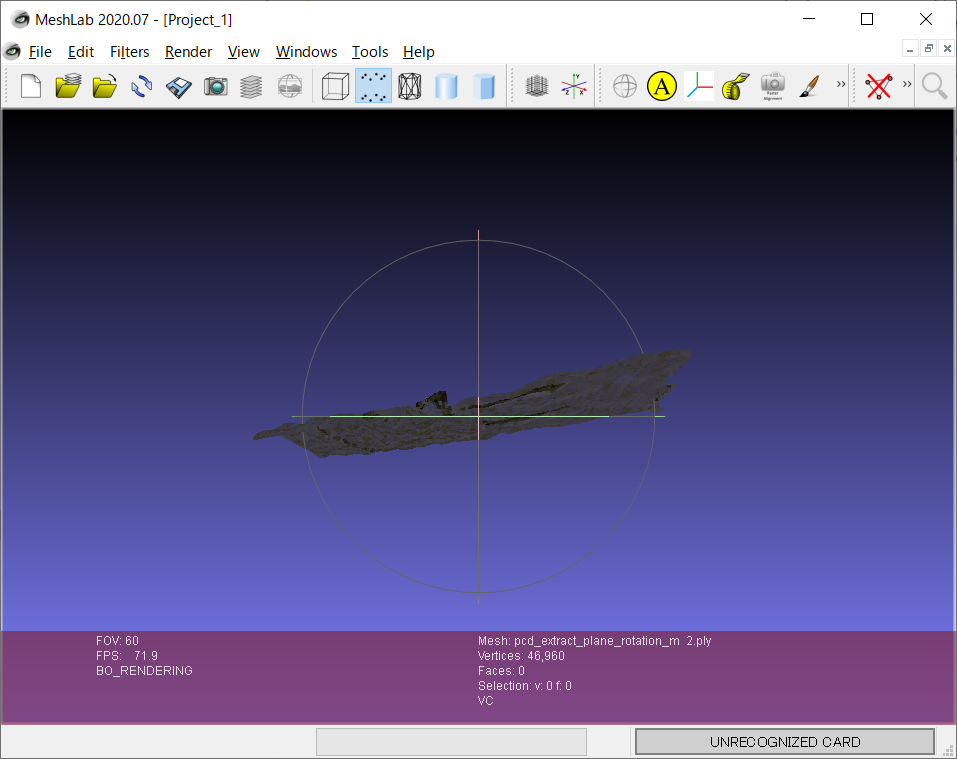 MeshLab 2020.07 - [Project_1]
File Edit Filters Render View Windows Tools Help
A
FOV: 60
FPS: 71.9
BO_RENDERING
Mesh: pcd_extract_plane_rotation_m 2.ply
Vertices: 46,960
Faces: 0
Selection: v: 0 f: 0
VC
UNRECOGNIZED CARD